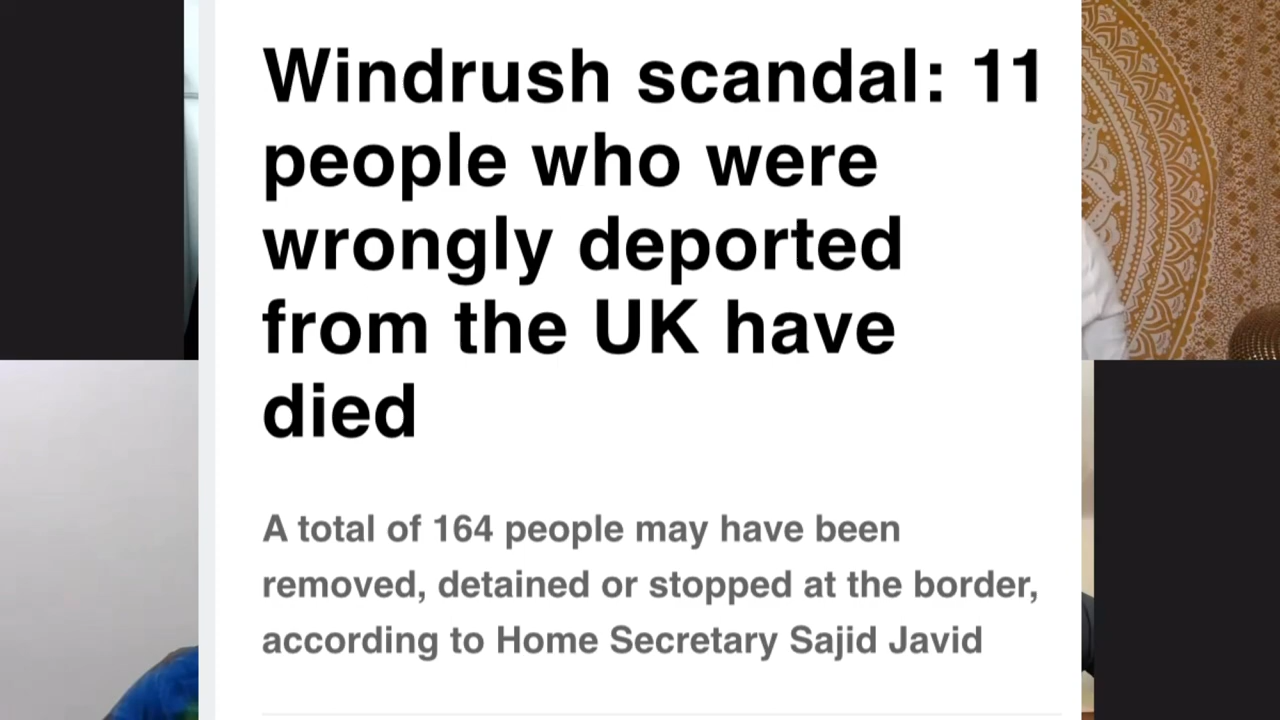 Windrush scandal: 11
people who were
wrongly deported
from the UK have
died
A total of 164 people may have been
removed, detained or stopped at the border,
according to Home Secretary Sajid Javid